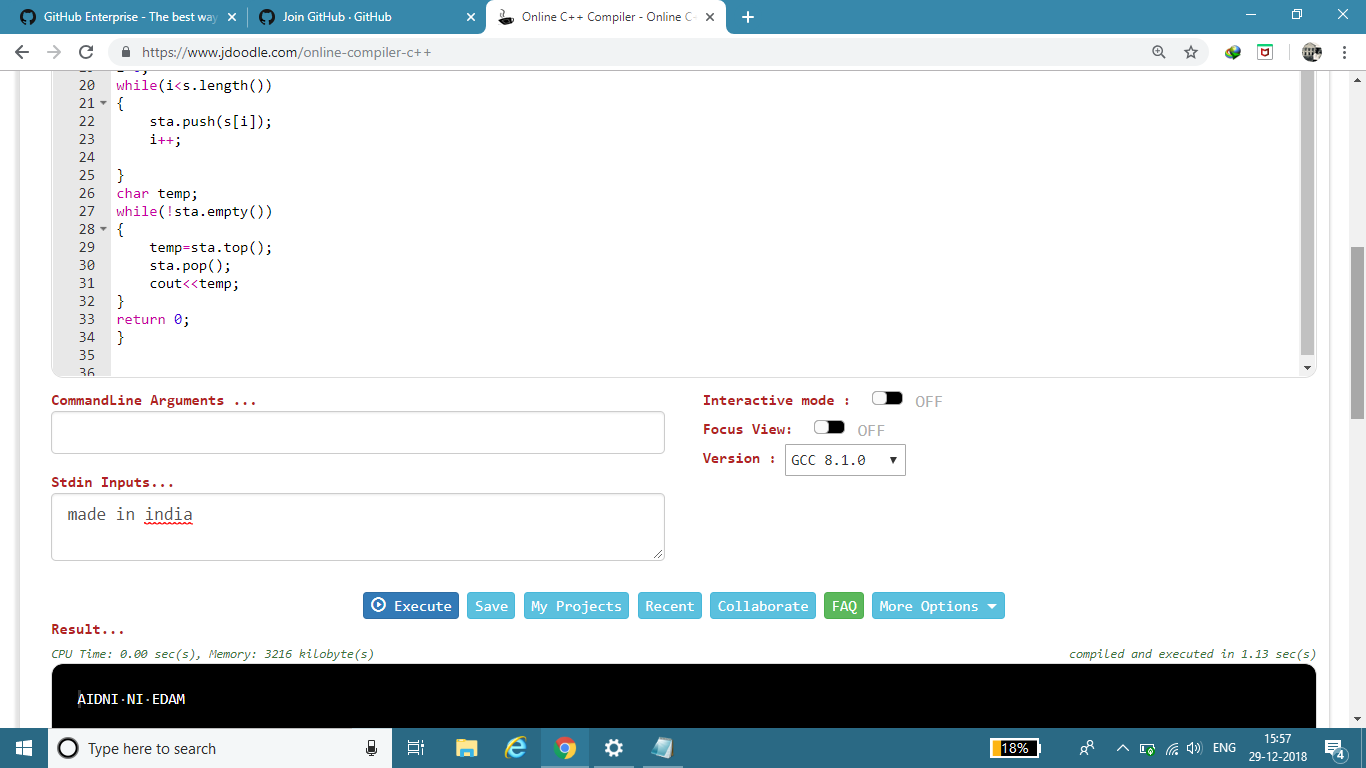 GitHub Enterprise - The best way
Join GitHub · GitHub
Online C++ Compiler - Online C
https://www.jdoodle.com/online-compiler-c++
20 while(i<s.length())
21 {
22 sta.push(s[i]);
23 i++;
24
25 }
26 char temp;
27 while(!sta.empty())
28 {
29 temp=sta.top();
30 sta.pop();
31 cout<<temp;
32 }
33 return 0;
34 }
35
36
CommandLine Arguments ...
Interactive mode : OFF
Focus View: OFF
Version : GCC 8.1.0
Stdin Inputs...
made in india
Execute
Save
My Projects
Recent
Collaborate
FAQ
More Options
Result...
CPU Time: 0.00 sec(s), Memory: 3216 kilobyte(s)
compiled and executed in 1.13 sec(s)
AIDNI·NI·EDAM
Type here to search
18%
ENG
15:57
29-12-2018
4